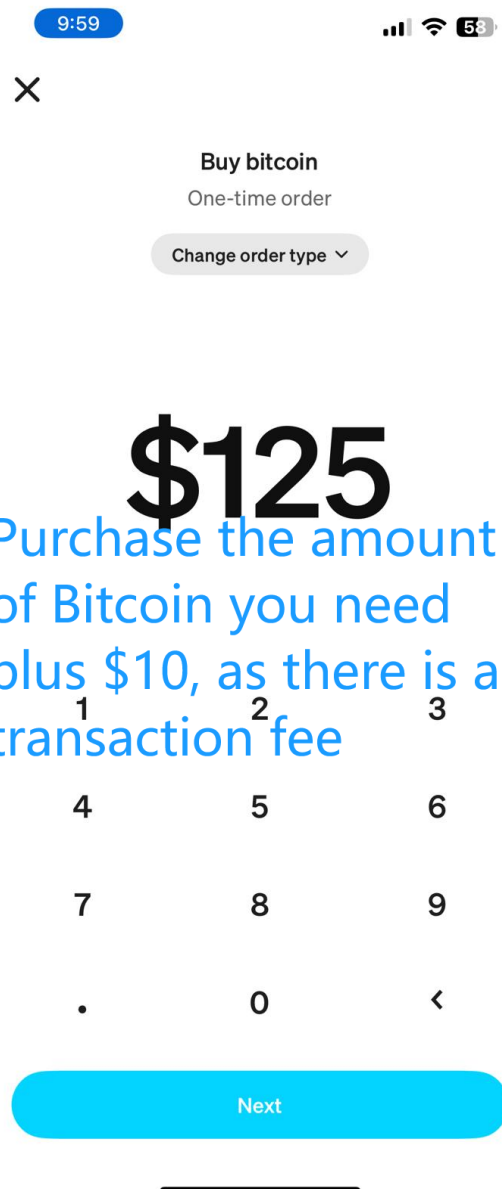 9:59
58
Buy bitcoin
One-time order
Change order type
$125
Purchase the amount
of Bitcoin you need
plus $10, as there is a
transaction fee
1 2 3
4 5 6
7 8 9
. 0
Next